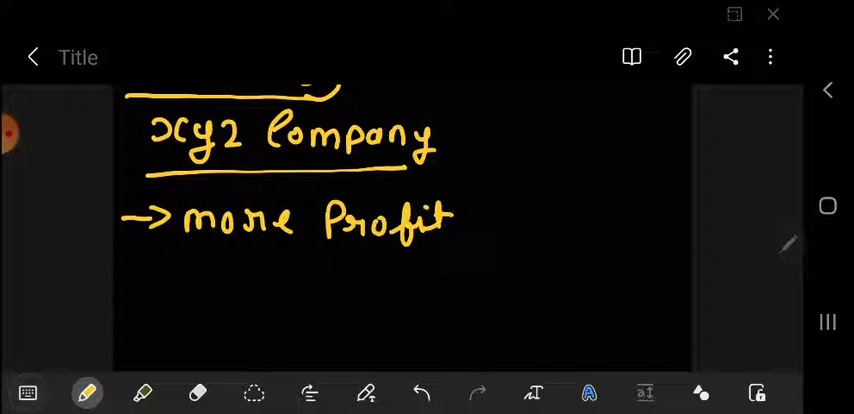 Title
xyz Company
→ more Profit